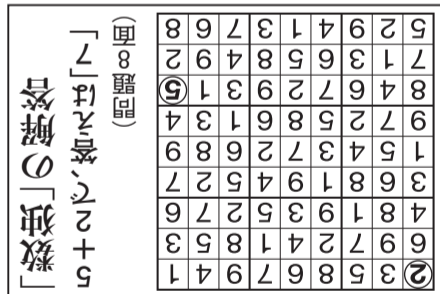 「数独」の解答
5+2で、答えは「7」
(問題8面)
② 3 5 8 6 7 9 4 1
6 9 7 2 4 1 8 5 3
4 8 1 9 3 5 2 7 6
3 6 8 1 9 4 5 2 7
1 5 4 3 7 2 6 8 9
9 7 2 5 8 6 1 3 4
8 4 6 7 2 9 3 1 ⑤
7 1 3 6 5 8 4 9 2
5 2 9 4 1 3 7 6 8